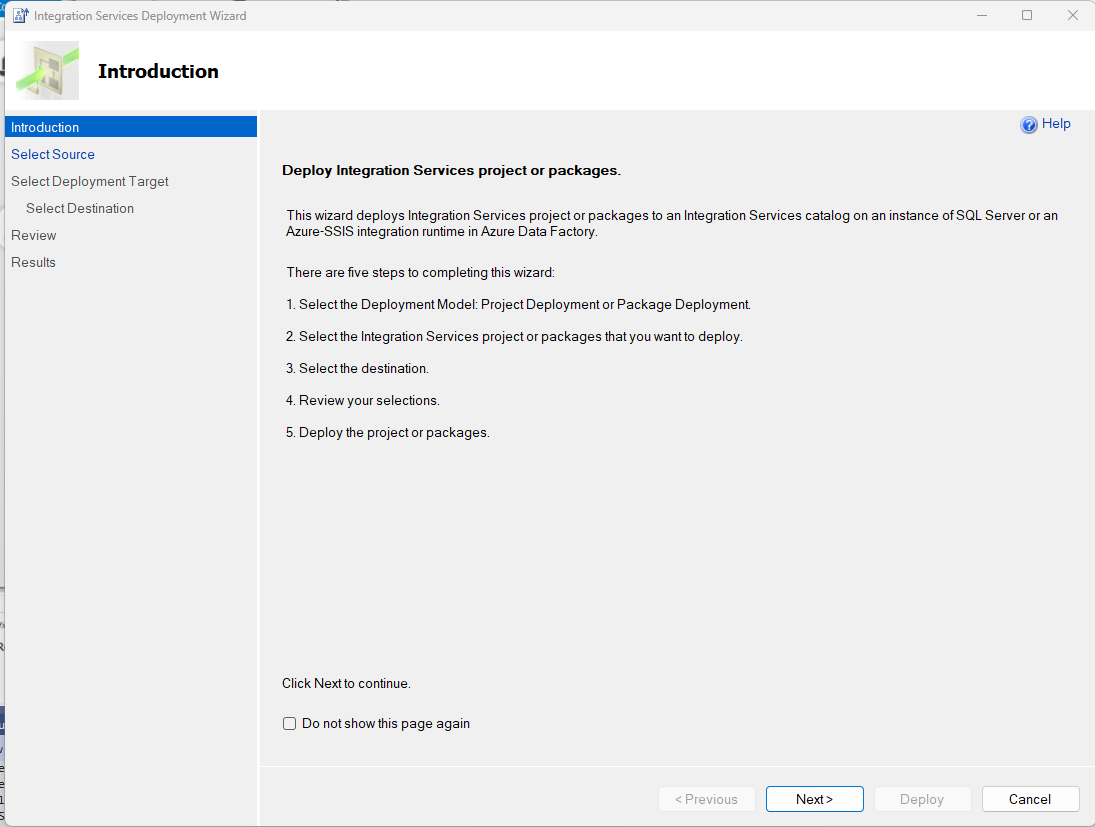 Integration Services Deployment Wizard
Introduction
Introduction
Select Source
Select Deployment Target
Select Destination
Review
Results
Help
Deploy Integration Services project or packages.
This wizard deploys Integration Services project or packages to an Integration Services catalog on an instance of SQL Server or an
Azure-SSIS integration runtime in Azure Data Factory.
There are five steps to completing this wizard:
1. Select the Deployment Model: Project Deployment or Package Deployment.
2. Select the Integration Services project or packages that you want to deploy.
3. Select the destination.
4. Review your selections.
5. Deploy the project or packages.
Click Next to continue.
Do not show this page again
< Previous
Next >
Deploy
Cancel